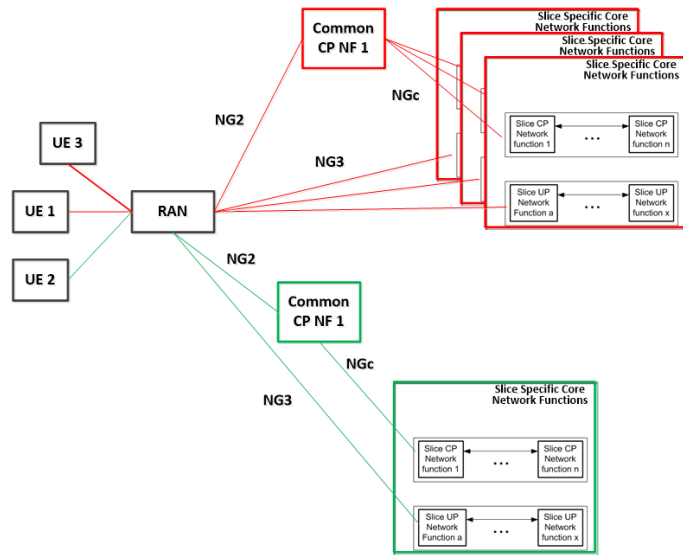 Common
CP NF 1
Slice Specific Core
Network Functions
Slice Specific Core
Network Functions
Slice Specific Core
Network Functions
NGc
Slice CP
Network
function 1
...
Slice CP
Network
function n
NG2
UE 3
NG3
Slice UP
Network
Function a
...
Slice UP
Network
function x
UE 1
RAN
UE 2
NG2
Common
CP NF 1
NGc
NG3
Slice Specific Core
Network Functions
Slice CP
Network
function 1
...
Slice CP
Network
function n
Slice UP
Network
Function a
...
Slice UP
Network
function x